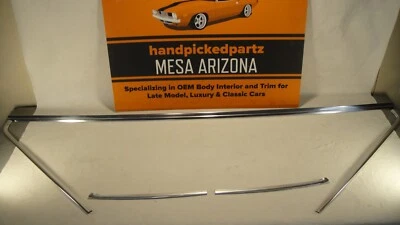 handpickedpartz
MESA ARIZONA
Specializing in OEM Body Interior and Trim for
Late Model, Luxury & Classic Cars